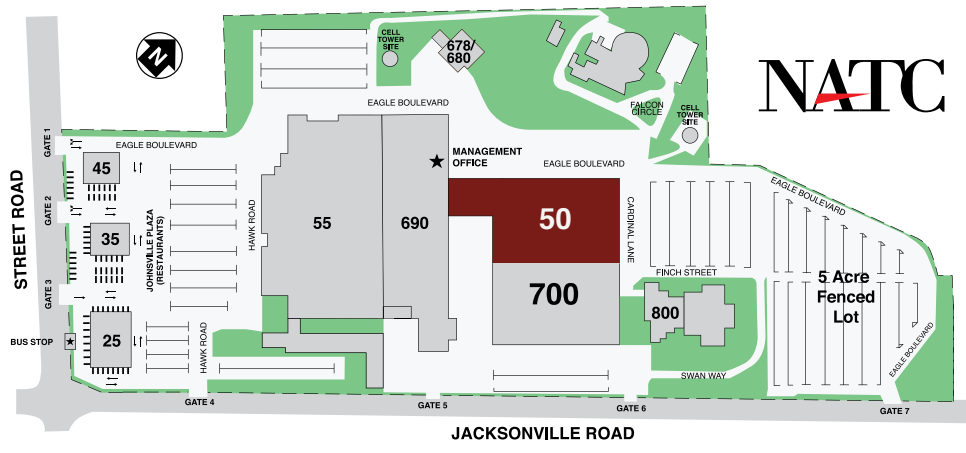 N
CELL
TOWER
SITE
678/
680
NATC
EAGLE BOULEVARD
FALCON
CIRCLE
CELL
TOWER
SITE
GATE 1
EAGLE BOULEVARD
45
MANAGEMENT
OFFICE
EAGLE BOULEVARD
EAGLE BOULEVARD
GATE 2
STREET ROAD
35
JOHNSVILLE PLAZA
(RESTAURANTS)
HAWK ROAD
55
690
50
CARDINAL LANE
FINCH STREET
5 Acre
Fenced
Lot
GATE 3
700
800
BUS STOP
25
HAWK ROAD
EAGLE BOULEVARD
SWAN WAY
GATE 4
GATE 5
GATE 6
GATE 7
JACKSONVILLE ROAD